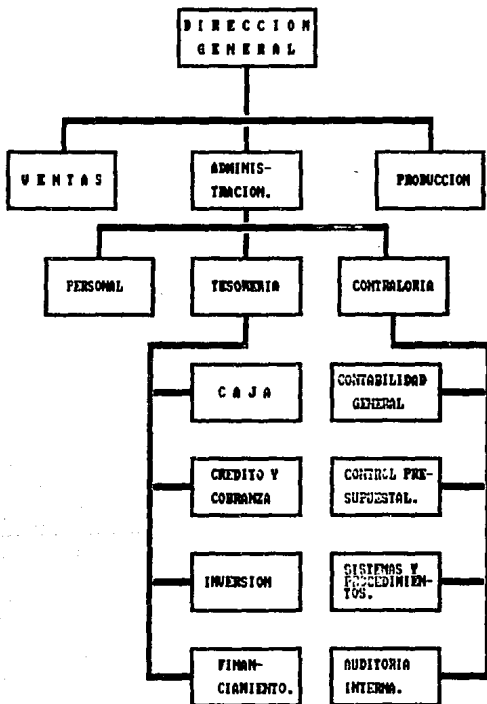 DIRECCION
GENERAL
VENTAS
ADMINIS-
TRACION.
PRODUCCION
PERSONAL
TESORERIA
CONTRALORIA
CAJA
CONTABILIDAD
GENERAL
CREDITO Y
COBRANZA
CONTROL PRE-
SUPUESTAL.
INVERSION
SISTEMAS Y
PROCEDIMIEN-
TOS.
FINAN-
CIAMIENTO.
AUDITORIA
INTERNA.